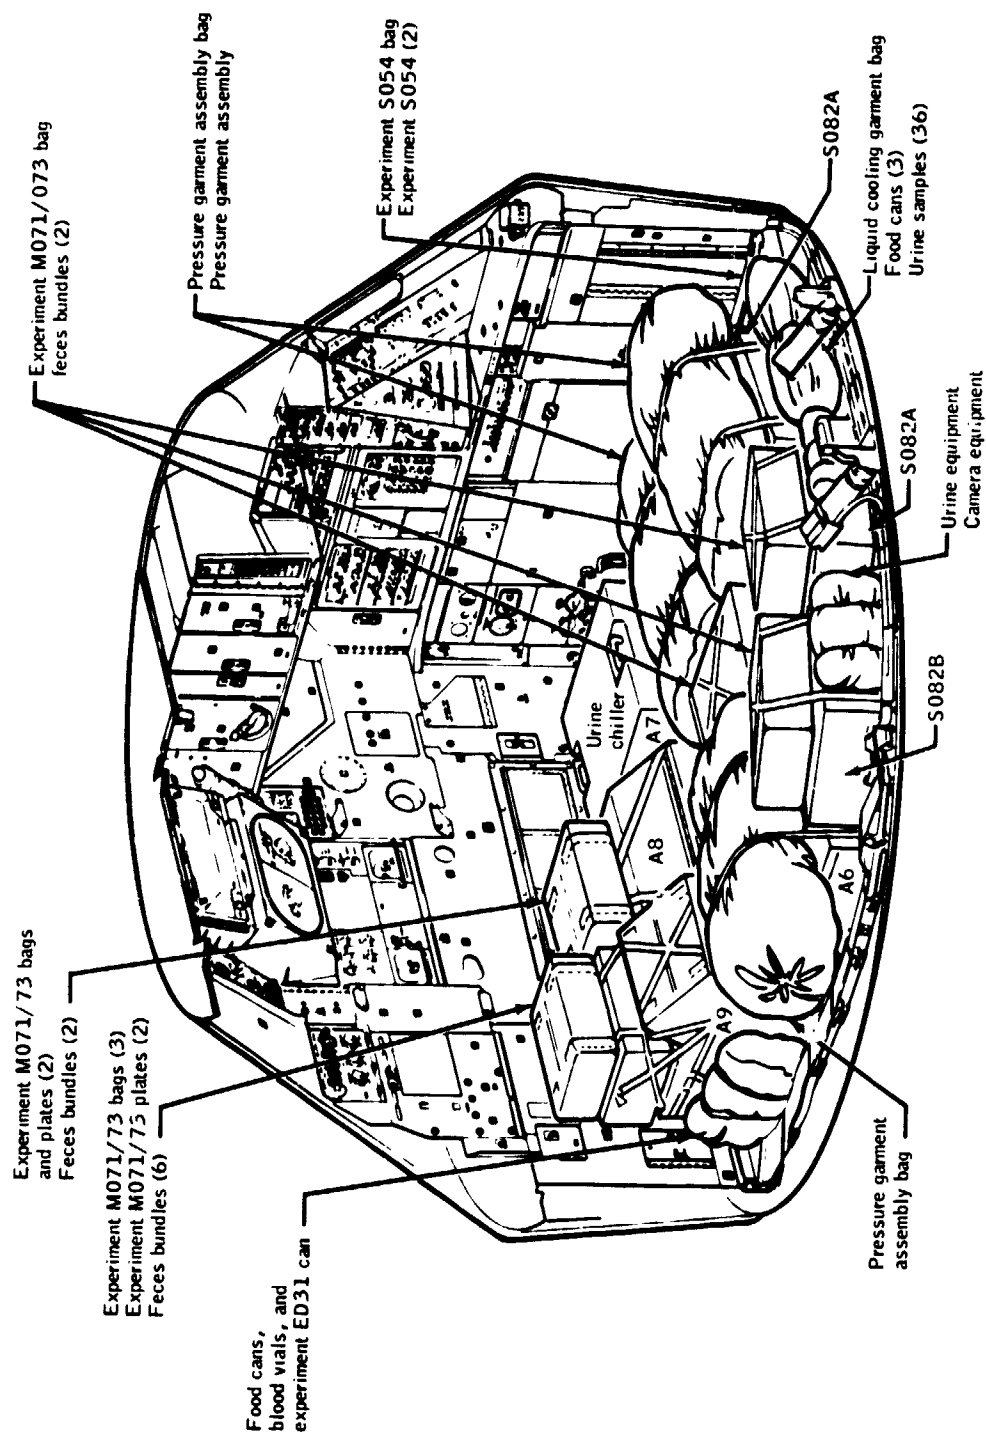 Experiment M071/73 bags
and plates (2)
Feces bundles (2)
Experiment M071/73 bags (3)
Experiment M071/73 plates (2)
Feces bundles (6)
Food cans,
blood vials, and
experiment ED31 can
Experiment M071/073 bag
feces bundles (2)
Pressure garment assembly bag
Pressure garment assembly
Experiment S054 bag
Experiment S054 (2)
S082A
Liquid cooling garment bag
Food cans (3)
Urine samples (36)
S082A
Urine equipment
Camera equipment
S082B
Pressure garment
assembly bag
Urine
chiller
A7
A8
A9
A6